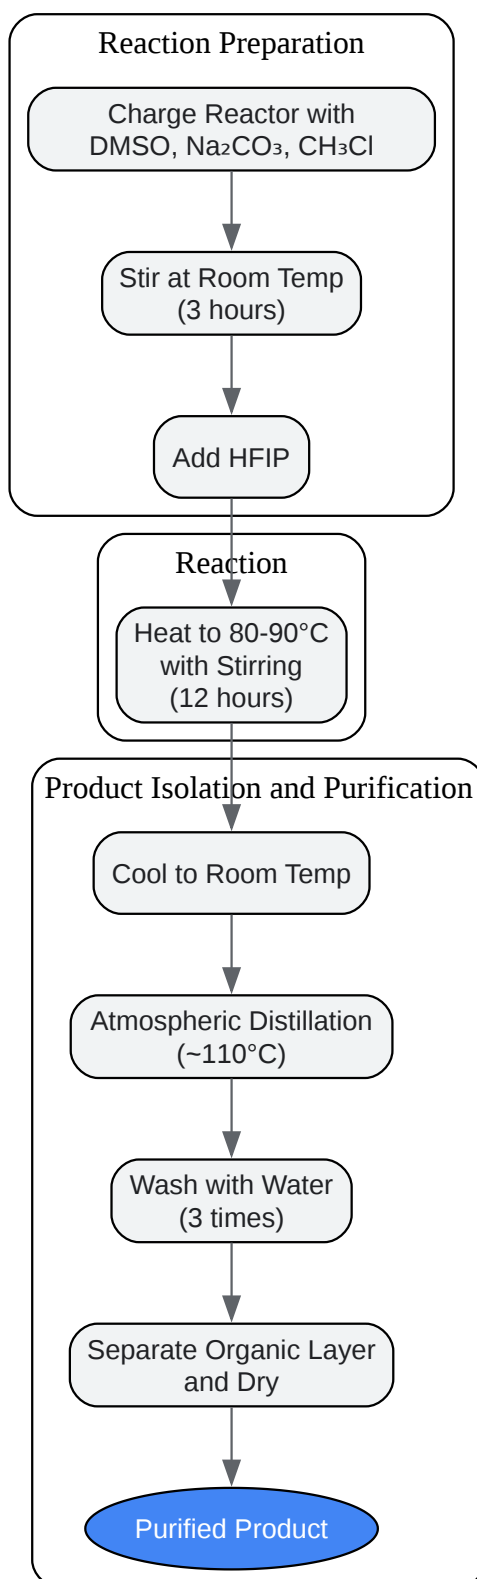 Reaction Preparation
Charge Reactor with
DMSO, Na₂CO₃, CH₃Cl
Stir at Room Temp
(3 hours)
Add HFIP
Reaction
Heat to 80-90°C
with Stirring
(12 hours)
Product Isolation and Purification
Cool to Room Temp
Atmospheric Distillation
(~110°C)
Wash with Water
(3 times)
Separate Organic Layer
and Dry
Purified Product